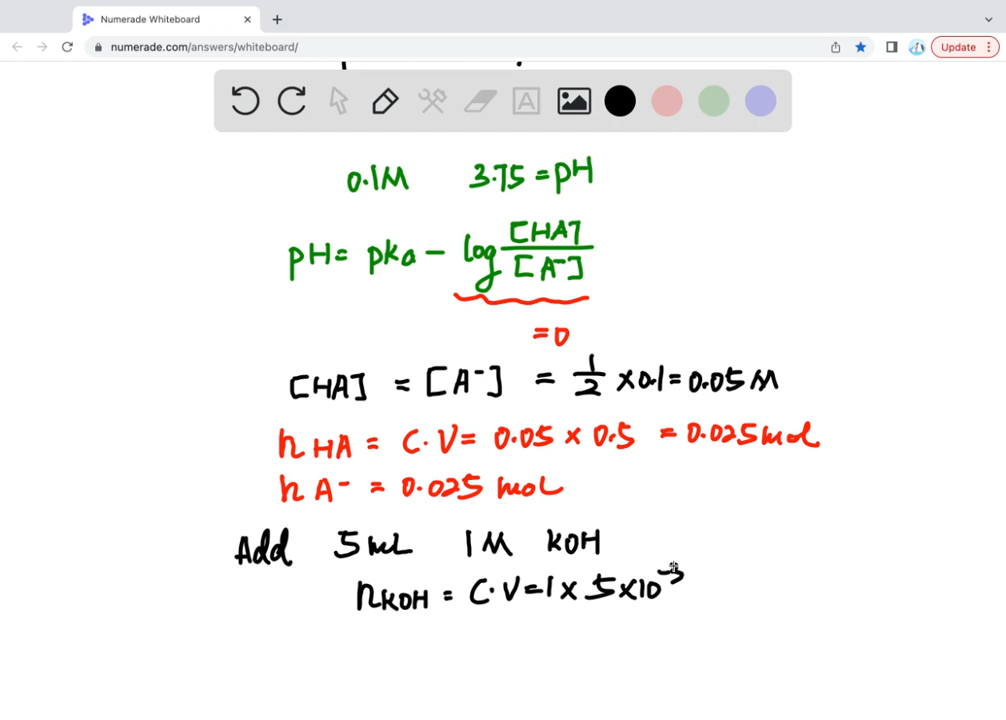 Numerade Whiteboard
numerade.com/answers/whiteboard/
Update
A
0.1M 3.75 = pH
pH = pka - log [HA] / [A⁻]
= 0
[HA] = [A⁻] = 1/2 × 0.1 = 0.05 M
n HA = C·V = 0.05 × 0.5 = 0.025 mol
n A⁻ = 0.025 mol
Add 5 mL 1 M KOH
nKOH = C·V = 1 × 5 × 10⁻³